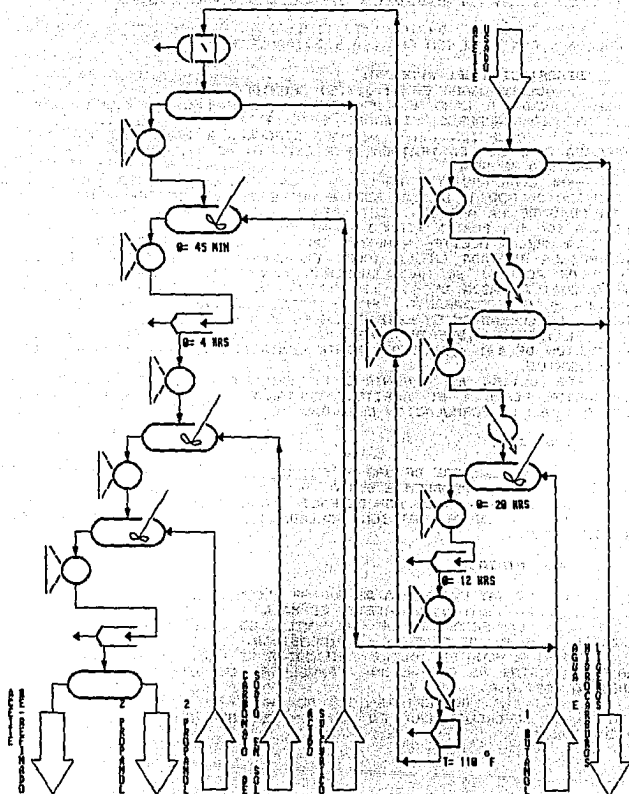 ACEITE
USADO
θ= 45 MIN
θ= 4 HRS
θ= 20 HRS
θ= 12 HRS
T= 110 °F
ACEITE
RE-REFINADO
2 PROPANOL
2 PROPANOL
CARBONATO DE
SODIO EN SOL
ACIDO
SULFURICO
1 BUTANOL
AGUA E
HIDROCARBUROS
LIGEROS